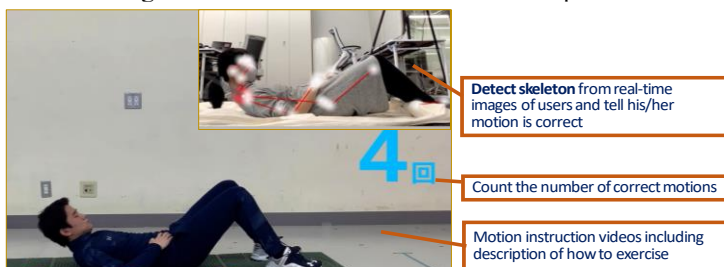 Detect skeleton from real-time
images of users and tell his/her
motion is correct
4回
Count the number of correct motions
Motion instruction videos including
description of how to exercise